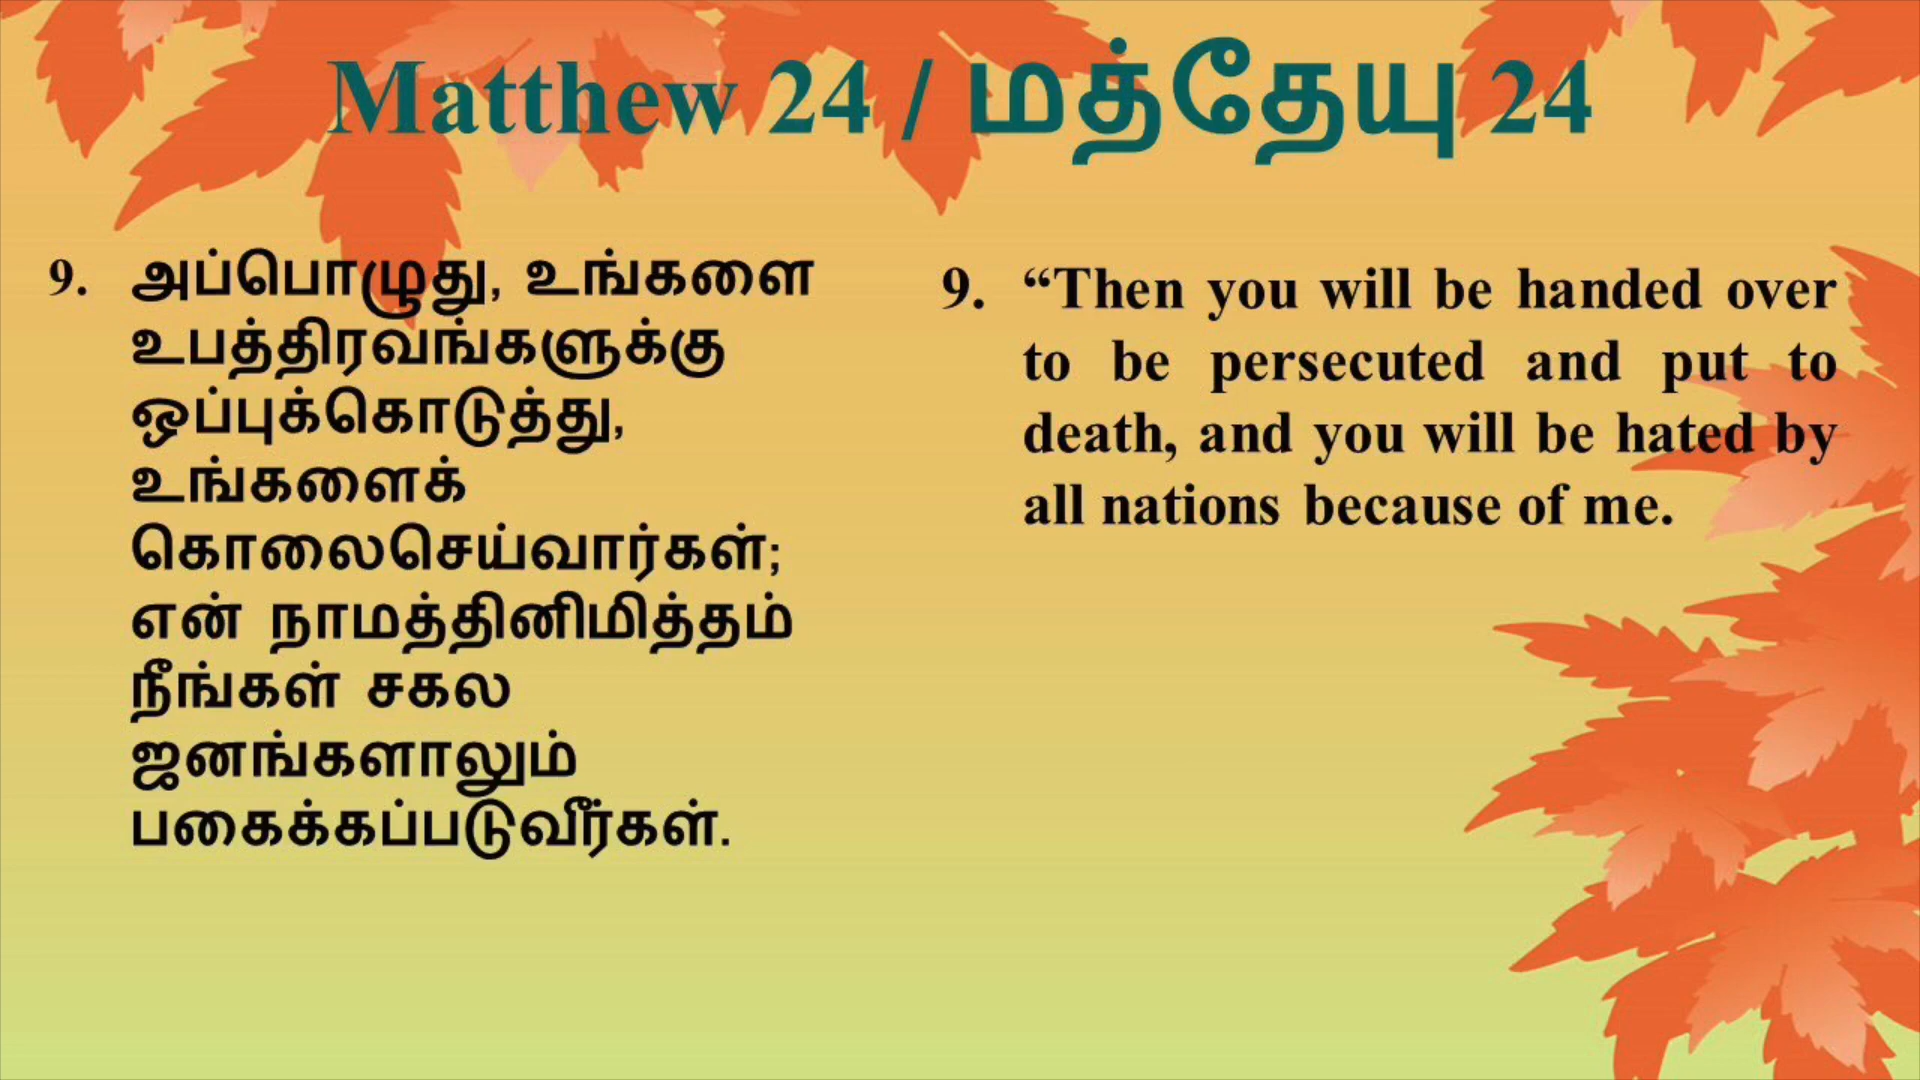 Matthew 24 / மத்தேயு 24
9. அப்பொழுது, உங்களை
உபத்திரவங்களுக்கு
ஒப்புக்கொடுத்து,
உங்களைக்
கொலைசெய்வார்கள்;
என் நாமத்தினிமித்தம்
நீங்கள் சகல
ஜனங்களாலும்
பகைக்கப்படுவீர்கள்.
9. “Then you will be handed over
to be persecuted and put to
death, and you will be hated by
all nations because of me.